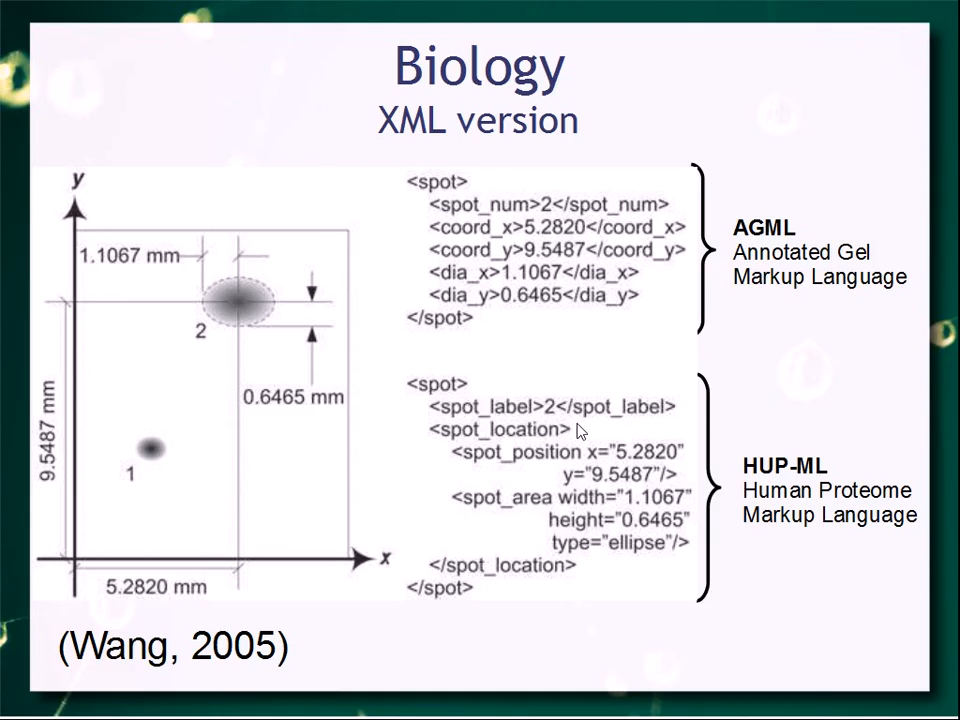 Biology
XML version
y
1.1067 mm
2
0.6465 mm
9.5487 mm
1
x
5.2820 mm
<spot>
<spot_num>2</spot_num>
<coord_x>5.2820</coord_x>
<coord_y>9.5487</coord_y>
<dia_x>1.1067</dia_x>
<dia_y>0.6465</dia_y>
</spot>
AGML
Annotated Gel
Markup Language
<spot>
<spot_label>2</spot_label>
<spot_location>
<spot_position x="5.2820"
y="9.5487"/>
<spot_area width="1.1067"
height="0.6465"
type="ellipse"/>
</spot_location>
</spot>
HUP-ML
Human Proteome
Markup Language
(Wang, 2005)